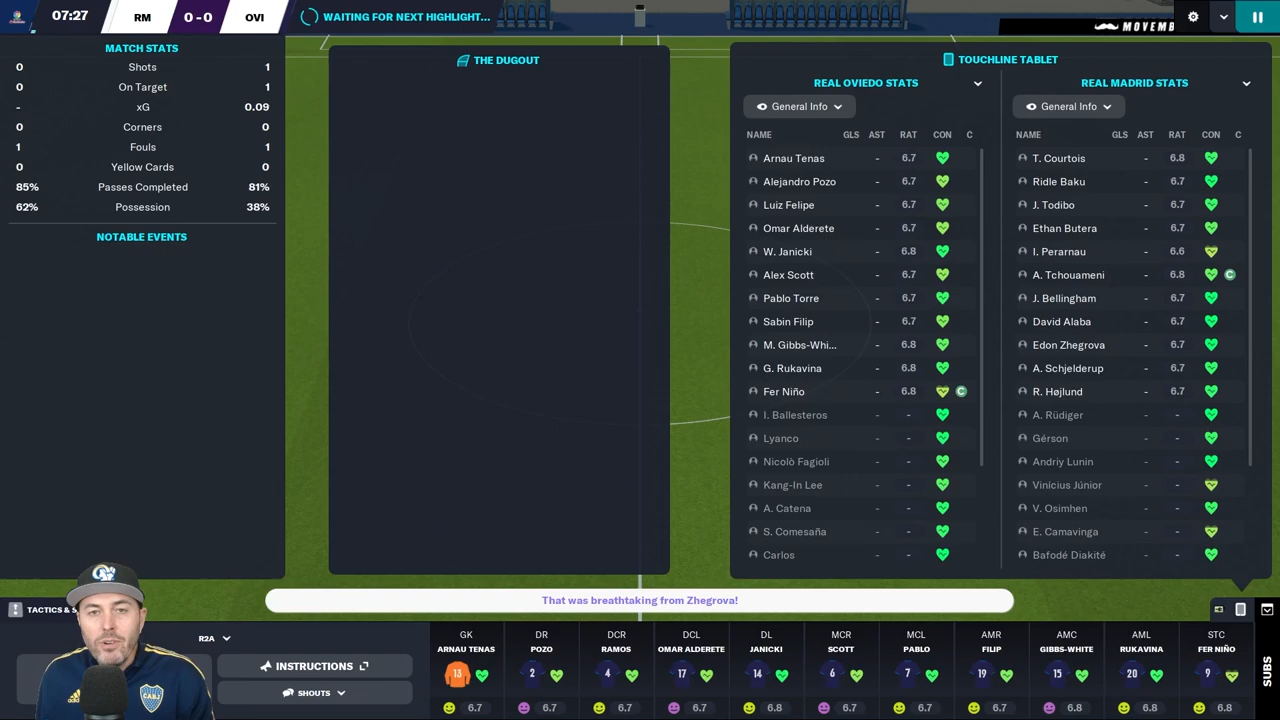 07:27 RM 0 - 0 OVI WAITING FOR NEXT HIGHLIGHT...
MOVEMB
MATCH STATS
0 Shots 1
0 On Target 1
- xG 0.09
0 Corners 0
1 Fouls 1
0 Yellow Cards 0
85% Passes Completed 81%
62% Possession 38%
NOTABLE EVENTS
THE DUGOUT
TOUCHLINE TABLET
REAL OVIEDO STATS
General Info
NAME GLS AST RAT CON C
Arnau Tenas - 6.7
Alejandro Pozo - 6.7
Luiz Felipe - 6.7
Omar Alderete - 6.7
W. Janicki - 6.8
Alex Scott - 6.7
Pablo Torre - 6.7
Sabin Filip - 6.7
M. Gibbs-Whi... - 6.8
G. Rukavina - 6.8
Fer Niño - 6.8 C
I. Ballesteros - -
Lyanco - -
Nicolò Fagioli - -
Kang-In Lee - -
A. Catena - -
S. Comesaña - -
Carlos - -
REAL MADRID STATS
General Info
NAME GLS AST RAT CON C
T. Courtois - 6.8
Ridle Baku - 6.7
J. Todibo - 6.7
Ethan Butera - 6.7
I. Perarnau - 6.6
A. Tchouameni - 6.8 C
J. Bellingham - 6.7
David Alaba - 6.7
Edon Zhegrova - 6.7
A. Schjelderup - 6.7
R. Højlund - 6.7
A. Rüdiger - -
Gérson - -
Andriy Lunin - -
Vinícius Júnior - -
V. Osimhen - -
E. Camavinga - -
Bafodé Diakité - -
That was breathtaking from Zhegrova!
TACTICS & S
R2A
INSTRUCTIONS
SHOUTS
GK DR DCR DCL DL MCR MCL AMR AMC AML STC
ARNAU TENAS POZO RAMOS OMAR ALDERETE JANICKI SCOTT PABLO FILIP GIBBS-WHITE RUKAVINA FER NIÑO
13 2 4 17 14 6 7 19 15 20 9
6.7 6.7 6.7 6.7 6.8 6.7 6.7 6.7 6.8 6.8 6.8
SUBS
CABJ